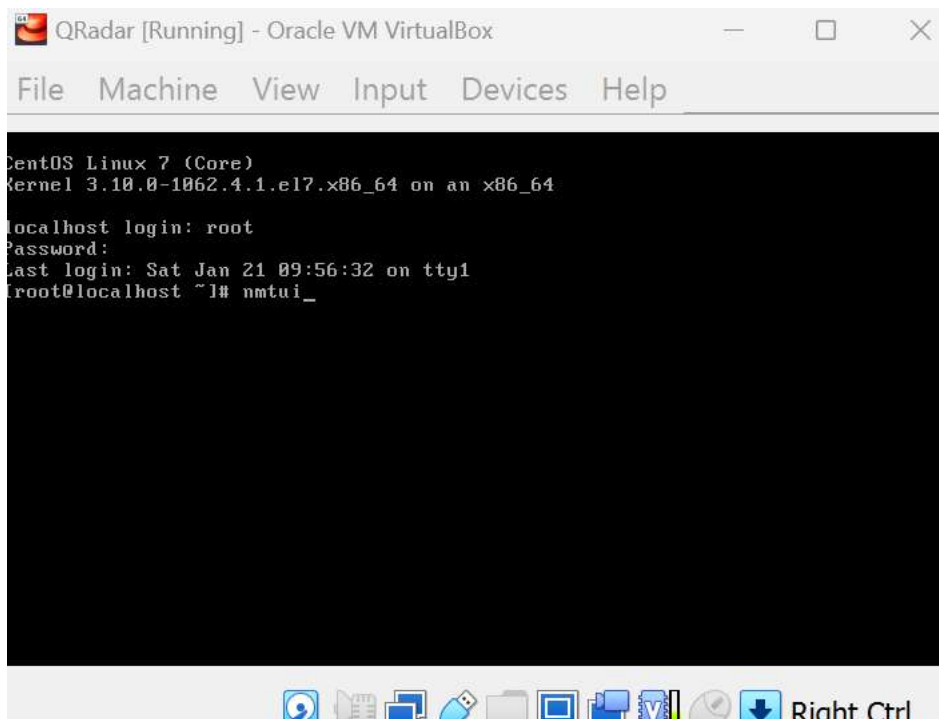 QRadar [Running] - Oracle VM VirtualBox
File Machine View Input Devices Help
CentOS Linux 7 (Core)
Kernel 3.10.0-1062.4.1.el7.x86_64 on an x86_64
localhost login: root
Password:
Last login: Sat Jan 21 09:56:32 on tty1
[root@localhost ~]# nmtui_
Right Ctrl